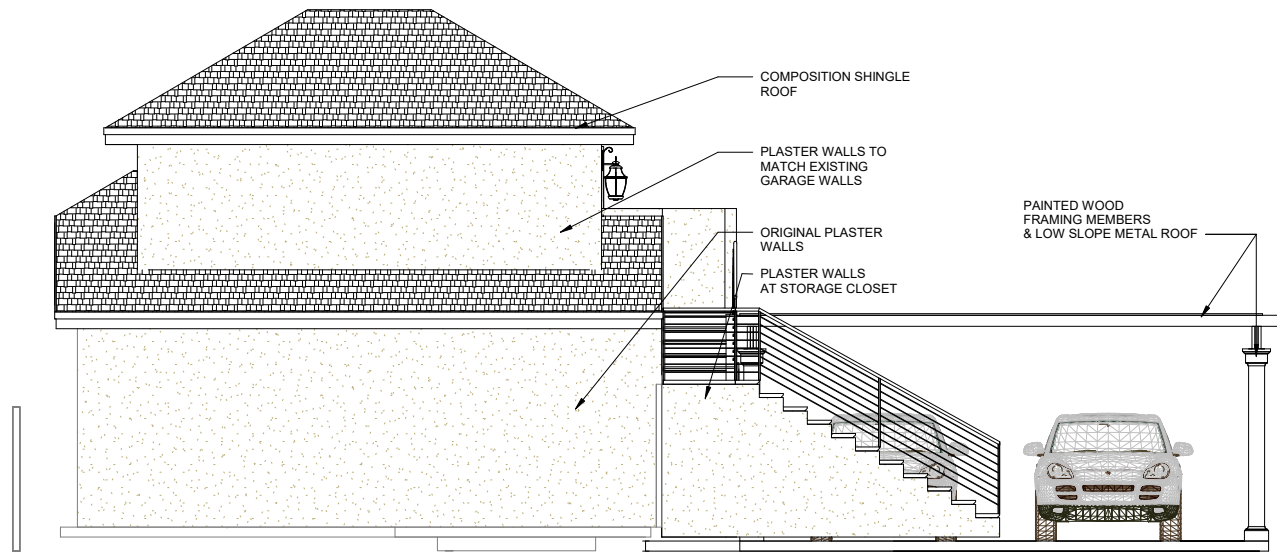 COMPOSITION SHINGLE
ROOF
PLASTER WALLS TO
MATCH EXISTING
GARAGE WALLS
PAINTED WOOD
FRAMING MEMBERS
& LOW SLOPE METAL ROOF
ORIGINAL PLASTER
WALLS
PLASTER WALLS
AT STORAGE CLOSET